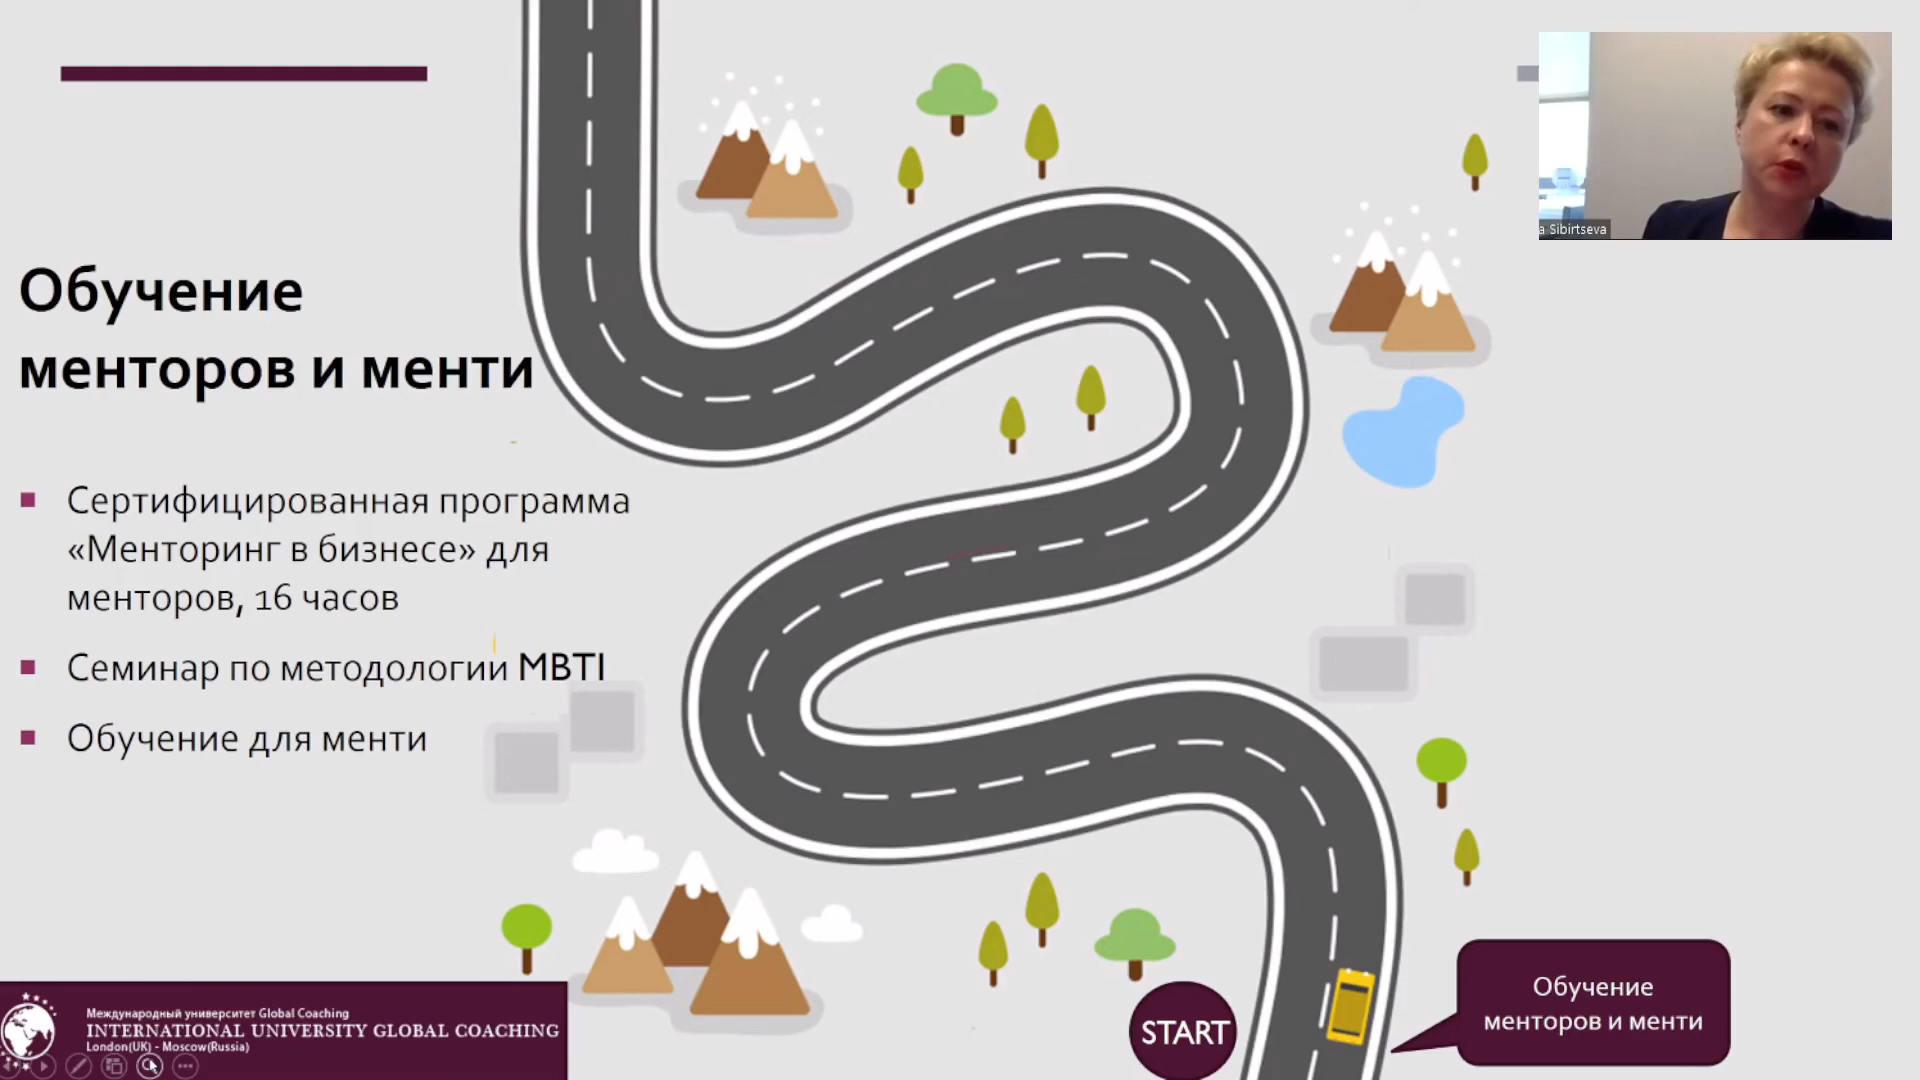 Обучение
менторов и менти
Сертифицированная программа
«Менторинг в бизнесе» для
менторов, 16 часов
Семинар по методологии MBTI
Обучение для менти
a Sibirtseva
START
Обучение
менторов и менти
Международный университет Global Coaching
INTERNATIONAL UNIVERSITY GLOBAL COACHING
London(UK) - Moscow(Russia)